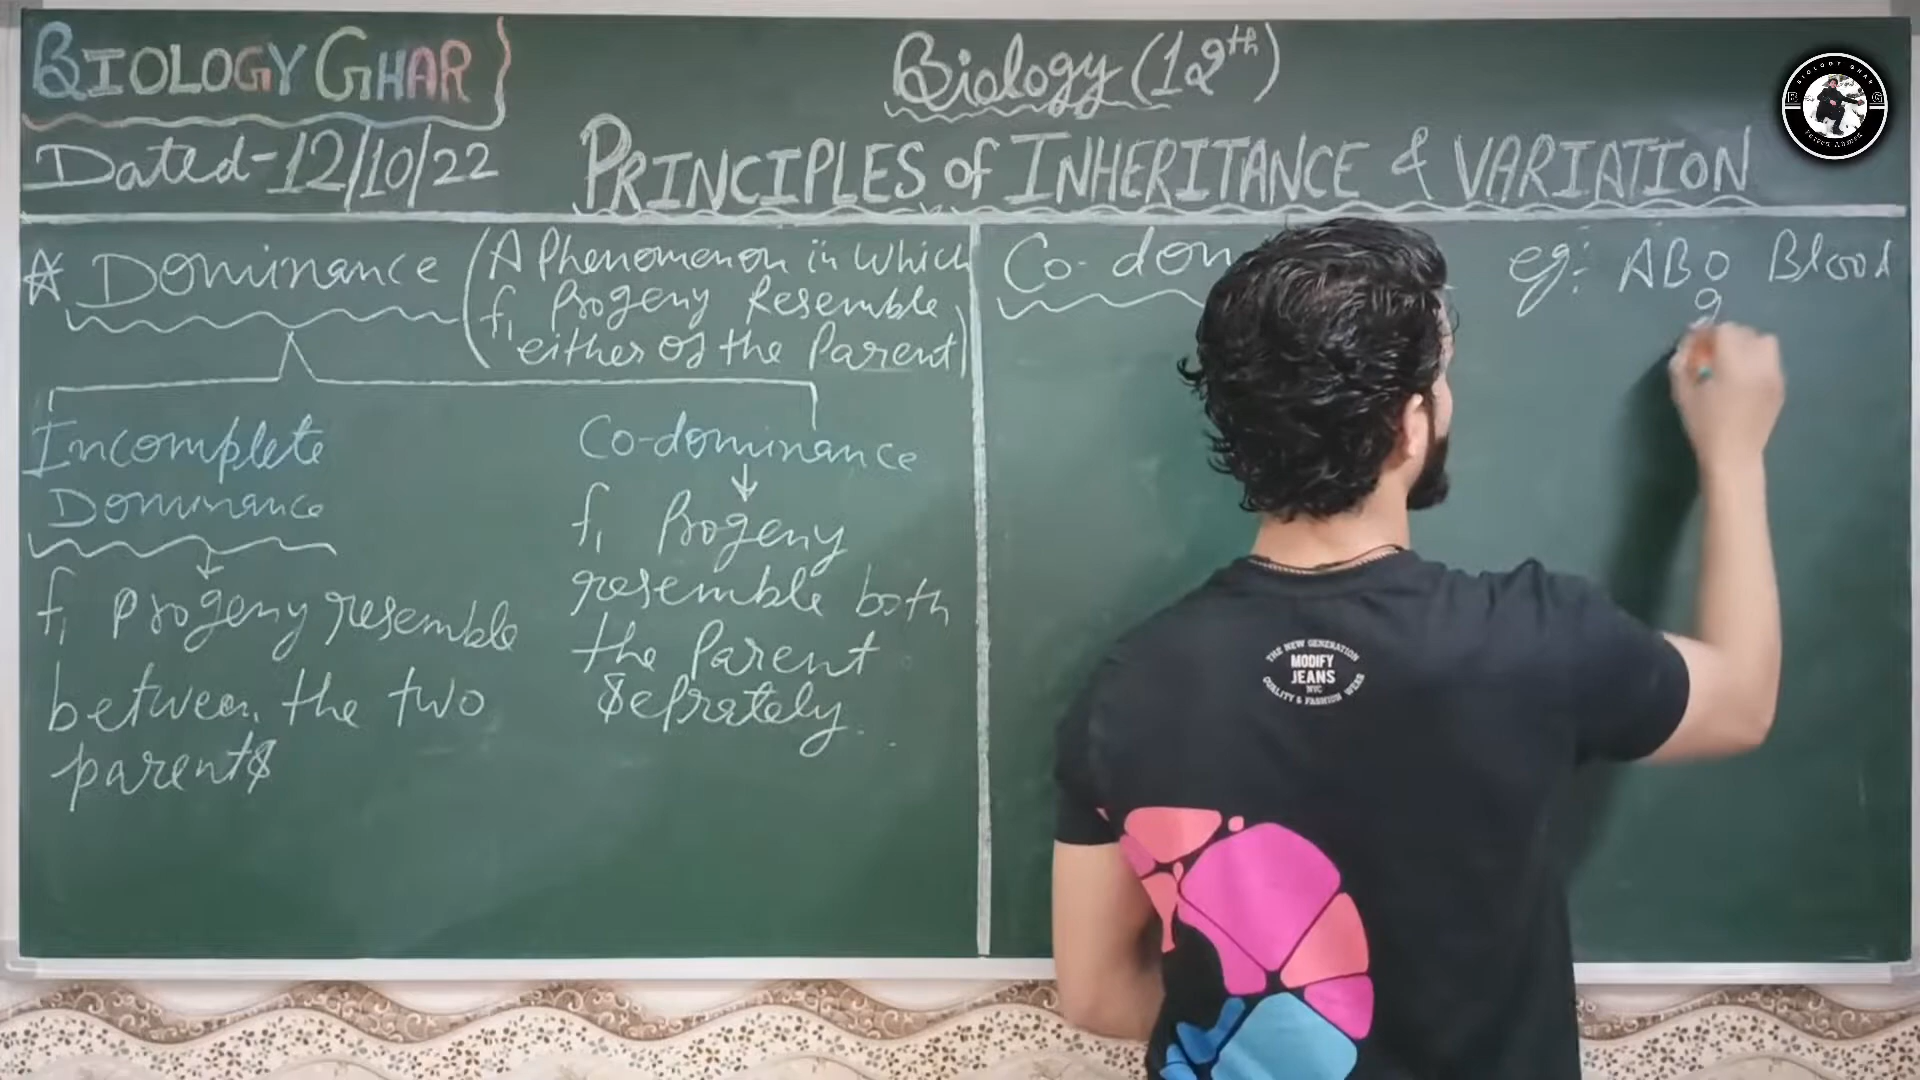 BIOLOGY GHAR
Dated-12/10/22
Biology (12th)
PRINCIPLES of INHERITANCE & VARIATION
☆ Dominance (A Phenomenon in which
f1 Progeny Resemble
either of the Parent)
Incomplete
Dominance
f1 progeny resemble
between the two
parents
Co-dominance
↓
f1 Progeny
resemble both
the Parent
Seprately.
Co-dom
eg: ABO Blood
g
THE NEW GENERATION
MODIFY
JEANS
NYC
QUALITY & FASHION WEAR
BIOLOGY GHAR
B G